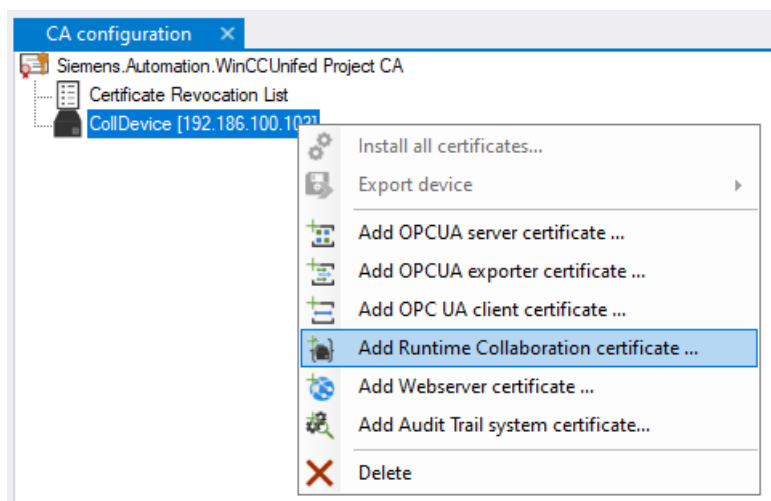 CA configuration
Siemens.Automation.WinCCUnifed Project CA
Certificate Revocation List
CollDevice [192.186.100.102]
Install all certificates...
Export device
Add OPCUA server certificate ...
Add OPCUA exporter certificate ...
Add OPC UA client certificate ...
Add Runtime Collaboration certificate ...
Add Webserver certificate ...
Add Audit Trail system certificate...
Delete